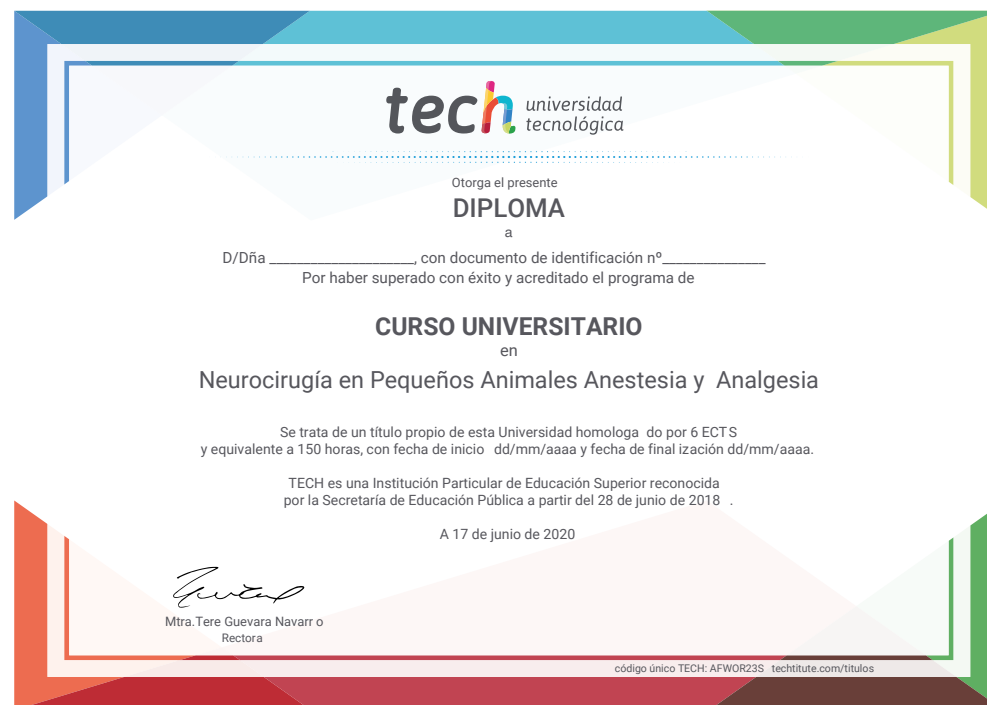 tech universidad
tecnológica
Otorga el presente
DIPLOMA
a
D/Dña ____________________, con documento de identificación nº______________
Por haber superado con éxito y acreditado el programa de
CURSO UNIVERSITARIO
en
Neurocirugía en Pequeños Animales Anestesia y Analgesia
Se trata de un título propio de esta Universidad homologa do por 6 ECTS
y equivalente a 150 horas, con fecha de inicio dd/mm/aaaa y fecha de final ización dd/mm/aaaa.
TECH es una Institución Particular de Educación Superior reconocida
por la Secretaría de Educación Pública a partir del 28 de junio de 2018 .
A 17 de junio de 2020
Mtra.Tere Guevara Navarr o
Rectora
código único TECH: AFWOR23S techtitute.com/titulos